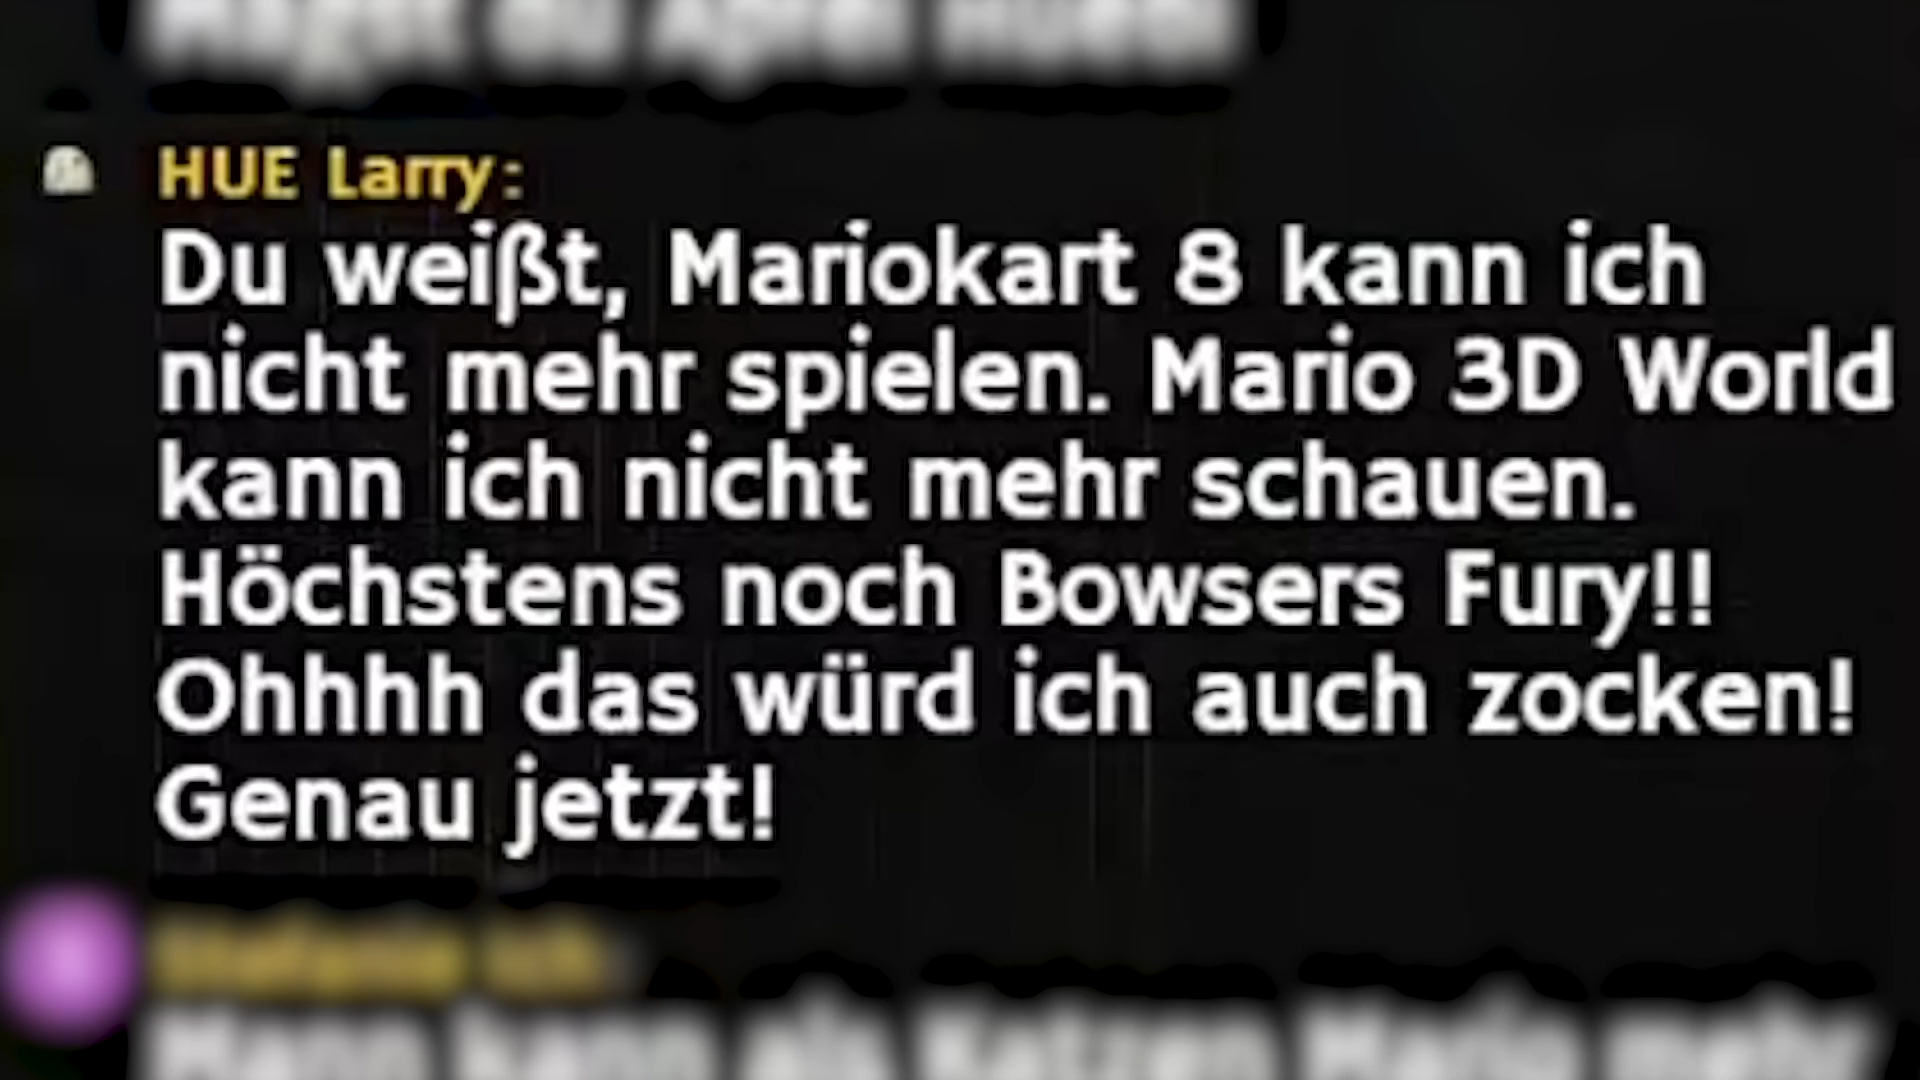 HUE Larry:
Du weißt, Mariokart 8 kann ich
nicht mehr spielen. Mario 3D World
kann ich nicht mehr schauen.
Höchstens noch Bowsers Fury!!
Ohhhh das würd ich auch zocken!
Genau jetzt!